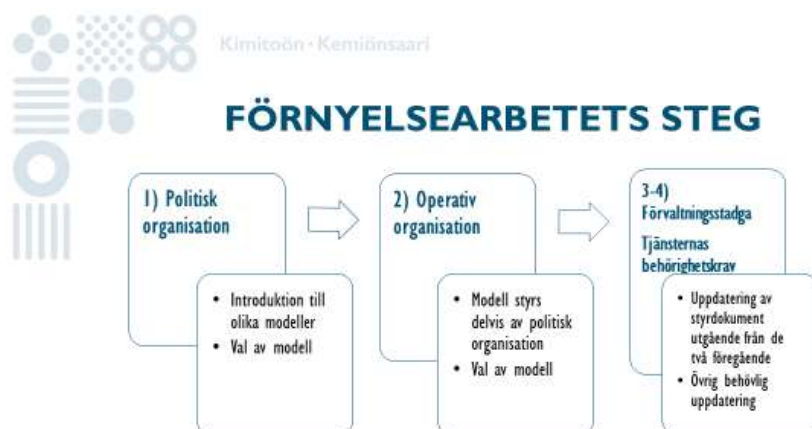 Kimitoön · Kemiönsaari
FÖRNYELSEARBETETS STEG
1) Politisk
organisation
• Introduktion till
olika modeller
• Val av modell
2) Operativ
organisation
• Modell styrs
delvis av politisk
organisation
• Val av modell
3-4)
Förvaltningsstadga
Tjänsternas
behörighetskrav
• Uppdatering av
styrdokument
utgående från de
två föregående
• Övrig behövlig
uppdatering